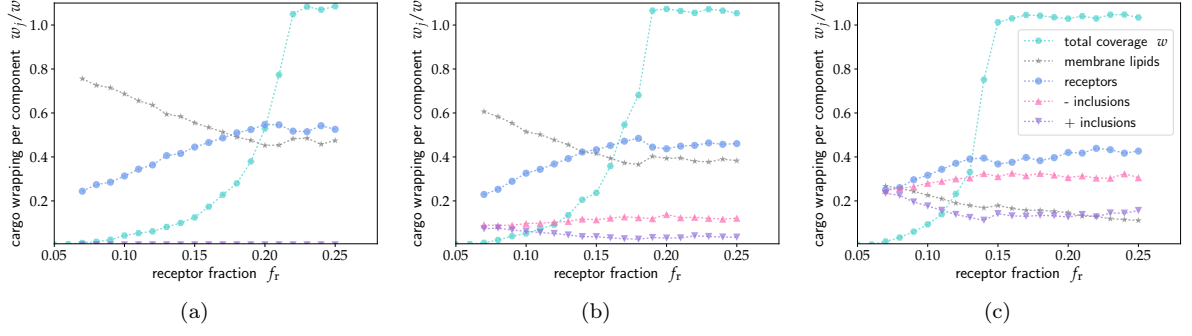 cargo wrapping per component w_j/w
1.0
0.8
0.6
0.4
0.2
0.05 0.10 0.15 0.20 0.25
receptor fraction f_r
(a)
cargo wrapping per component w_j/w
1.0
0.8
0.6
0.4
0.2
0.05 0.10 0.15 0.20 0.25
receptor fraction f_r
(b)
cargo wrapping per component w_j/w
1.0
0.8
0.6
0.4
0.2
total coverage w
membrane lipids
receptors
- inclusions
+ inclusions
0.05 0.10 0.15 0.20 0.25
receptor fraction f_r
(c)